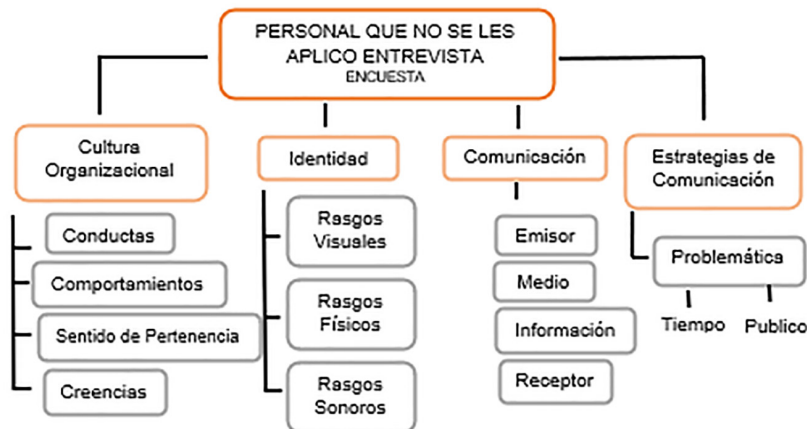 PERSONAL QUE NO SE LES
APLICO ENTREVISTA
ENCUESTA
Cultura
Organizacional
Conductas
Comportamientos
Sentido de Pertenencia
Creencias
Identidad
Rasgos
Visuales
Rasgos
Físicos
Rasgos
Sonoros
Comunicación
Emisor
Medio
Información
Receptor
Estrategias de
Comunicación
Problemática
Tiempo
Publico